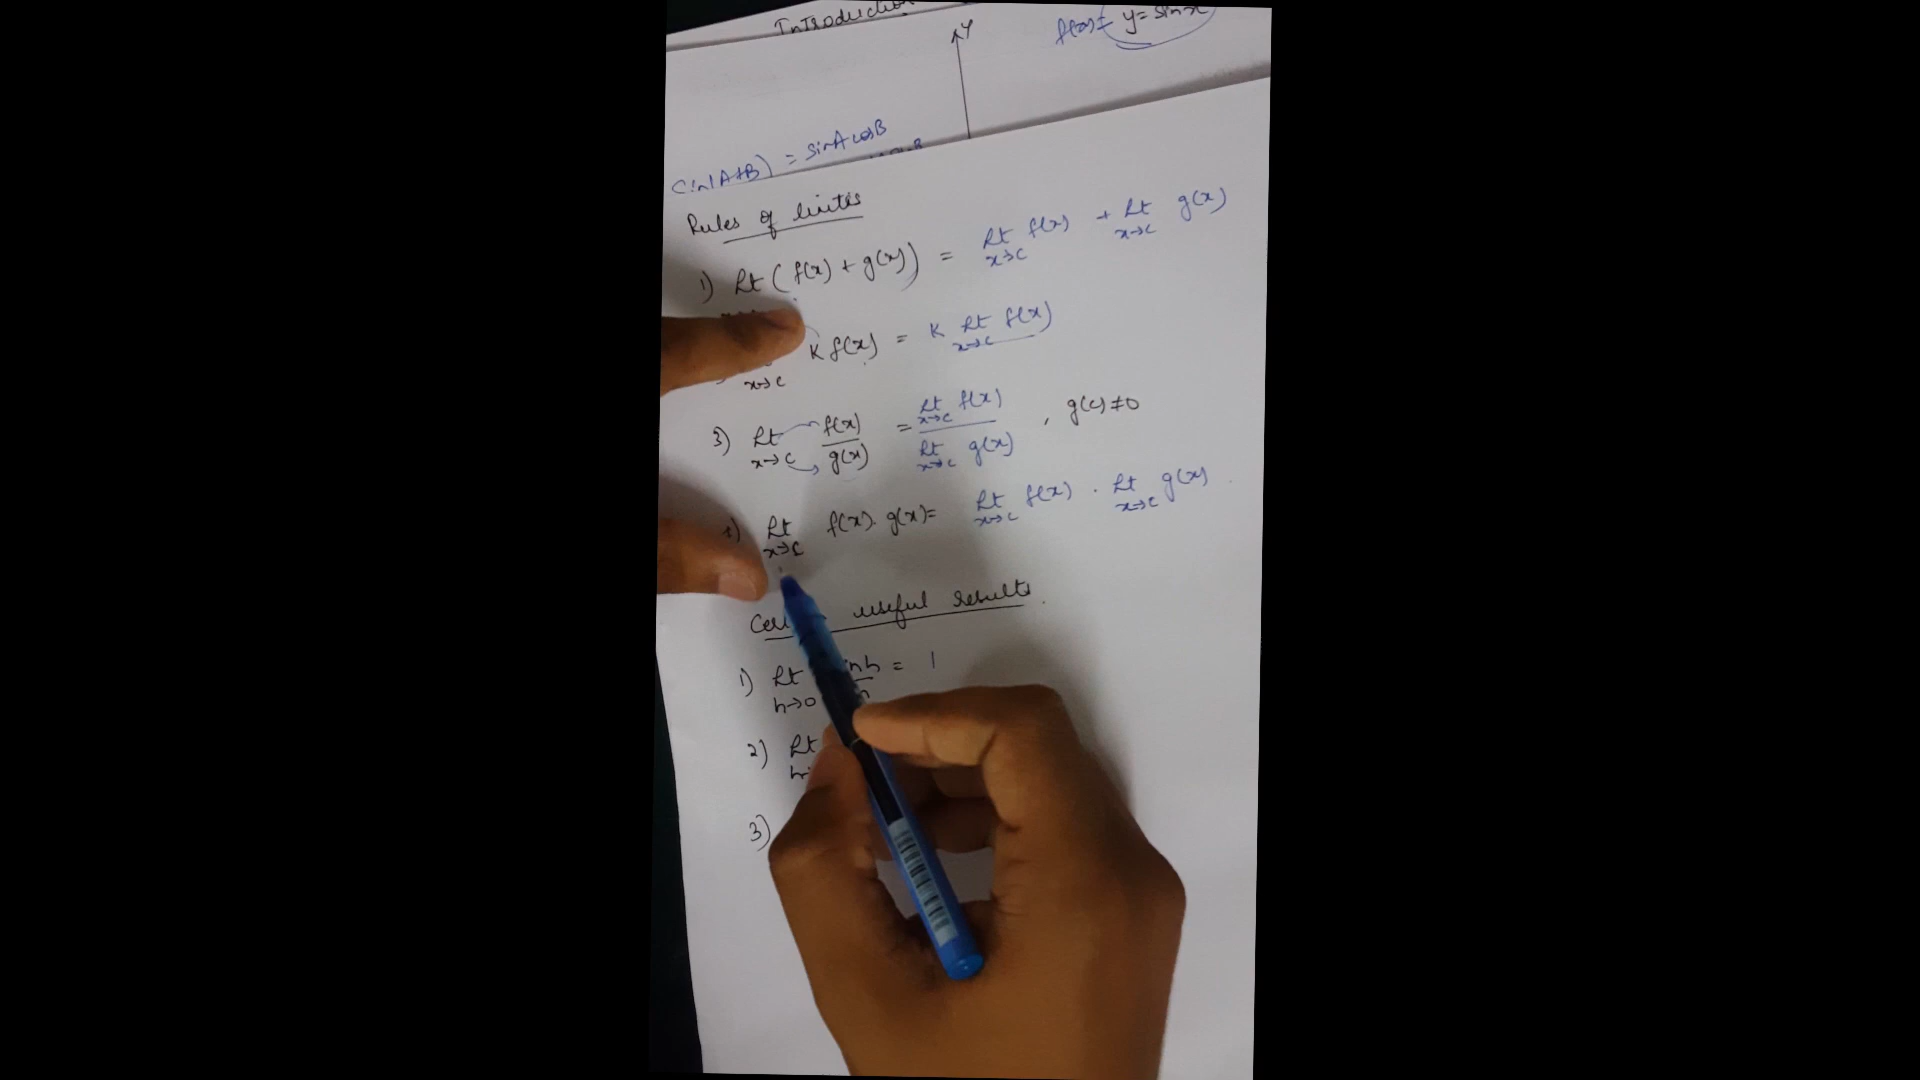 Introduction
Y
f(x) = y = sin x
sin(A+B) = sinA cosB
Rules of limits
1) Lt (f(x) + g(x)) = Lt f(x) + Lt g(x)
x→c x→c
K f(x) = K Lt f(x)
x→c x→c
3) Lt f(x) = Lt f(x) , g(c) ≠ 0
x→c g(x) x→c
Lt g(x)
x→c
Lt f(x). g(x) = Lt f(x) . Lt g(x)
x→c x→c x→c
useful results.
1) Lt inh = 1
h→0 h
2) Lt
h
3)